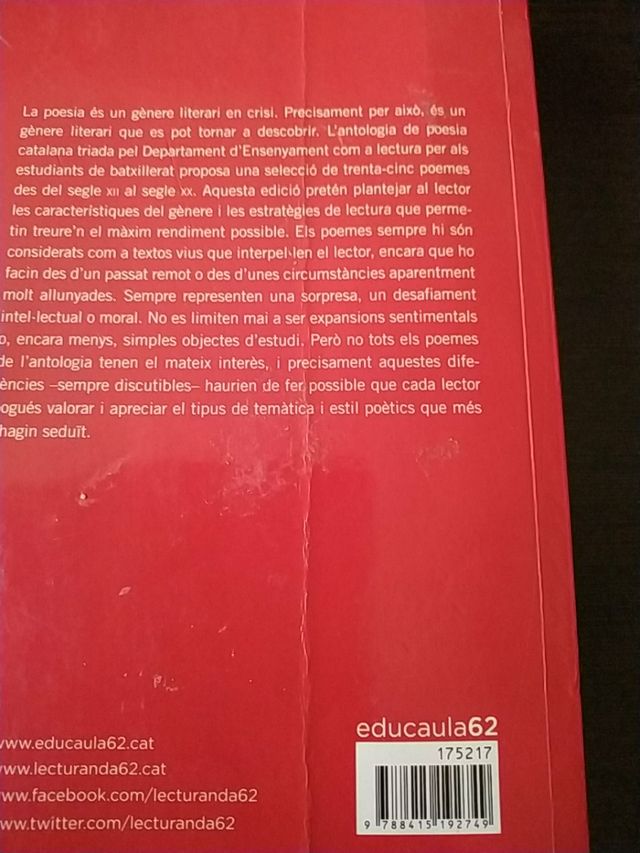 La poesia és un gènere literari en crisi. Precisament per això, és un
gènere literari que es pot tornar a descobrir. L'antologia de poesia
catalana triada pel Departament d'Ensenyament com a lectura per als
estudiants de batxillerat proposa una selecció de trenta-cinc poemes
des del segle XII al segle XX. Aquesta edició pretén plantejar al lector
les característiques del gènere i les estratègies de lectura que perme-
tin treure'n el màxim rendiment possible. Els poemes sempre hi són
considerats com a textos vius que interpel·len el lector, encara que ho
facin des d'un passat remot o des d'unes circumstàncies aparentment
molt allunyades. Sempre representen una sorpresa, un desafiament
intel·lectual o moral. No es limiten mai a ser expansions sentimentals
o, encara menys, simples objectes d'estudi. Però no tots els poemes
de l'antologia tenen el mateix interès, i precisament aquestes dife-
ències –sempre discutibles– haurien de fer possible que cada lector
pogués valorar i apreciar el tipus de temàtica i estil poètics que més
hagin seduït.
www.educaula62.cat
www.lecturanda62.cat
www.facebook.com/lecturanda62
www.twitter.com/lecturanda62
educaula62
175217
9 788415 192749